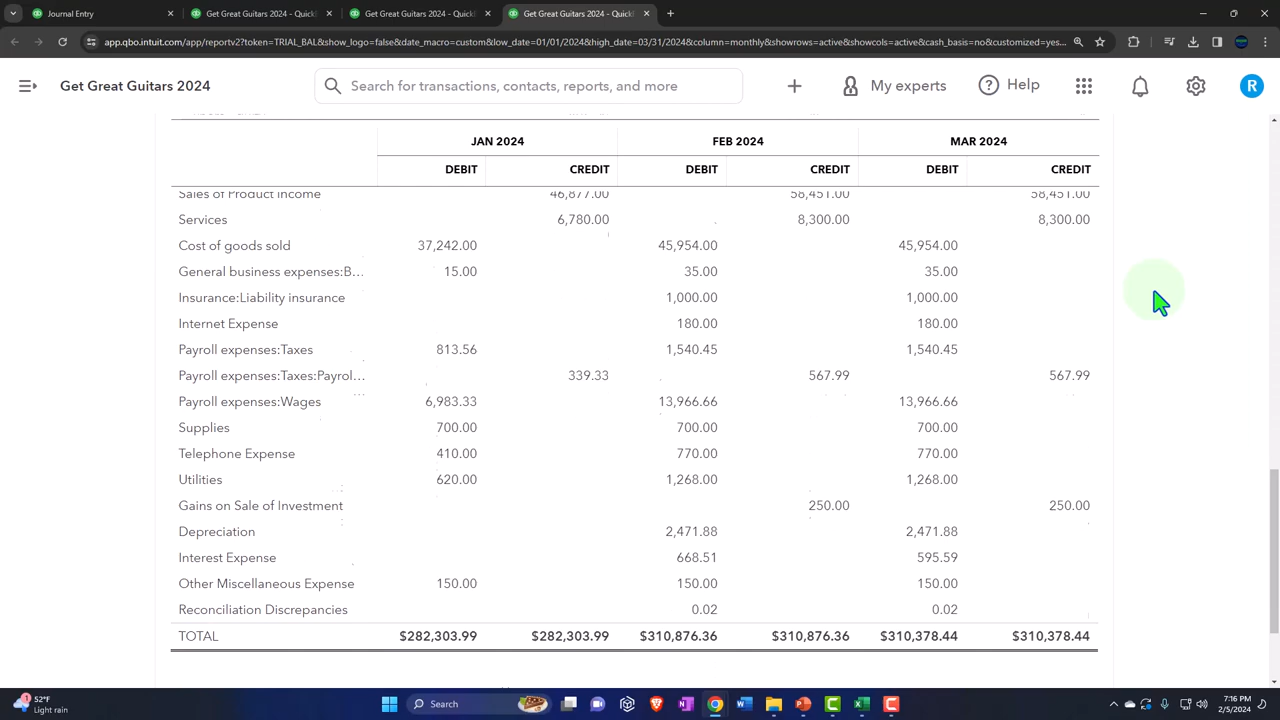 Journal Entry
Get Great Guitars 2024 - Quick
Get Great Guitars 2024 - Quick
Get Great Guitars 2024 - Quick
app.qbo.intuit.com/app/reportv2?token=TRIAL_BAL&show_logo=false&date_macro=custom&low_date=01/01/2024&high_date=03/31/2024&column=monthly&showrows=active&showcols=active&cash_basis=no&customized=yes...
Get Great Guitars 2024
Search for transactions, contacts, reports, and more
My experts
Help
R
JAN 2024 FEB 2024 MAR 2024
DEBIT CREDIT DEBIT CREDIT DEBIT CREDIT
Sales of Product Income 46,877.00 58,451.00 58,451.00
Services 6,780.00 8,300.00 8,300.00
Cost of goods sold 37,242.00 45,954.00 45,954.00
General business expenses:B... 15.00 35.00 35.00
Insurance:Liability insurance 1,000.00 1,000.00
Internet Expense 180.00 180.00
Payroll expenses:Taxes 813.56 1,540.45 1,540.45
Payroll expenses:Taxes:Payrol... 339.33 567.99 567.99
Payroll expenses:Wages 6,983.33 13,966.66 13,966.66
Supplies 700.00 700.00 700.00
Telephone Expense 410.00 770.00 770.00
Utilities 620.00 1,268.00 1,268.00
Gains on Sale of Investment 250.00 250.00
Depreciation 2,471.88 2,471.88
Interest Expense 668.51 595.59
Other Miscellaneous Expense 150.00 150.00 150.00
Reconciliation Discrepancies 0.02 0.02
TOTAL $282,303.99 $282,303.99 $310,876.36 $310,876.36 $310,378.44 $310,378.44
52°F
Light rain
Search
7:16 PM
2/5/2024